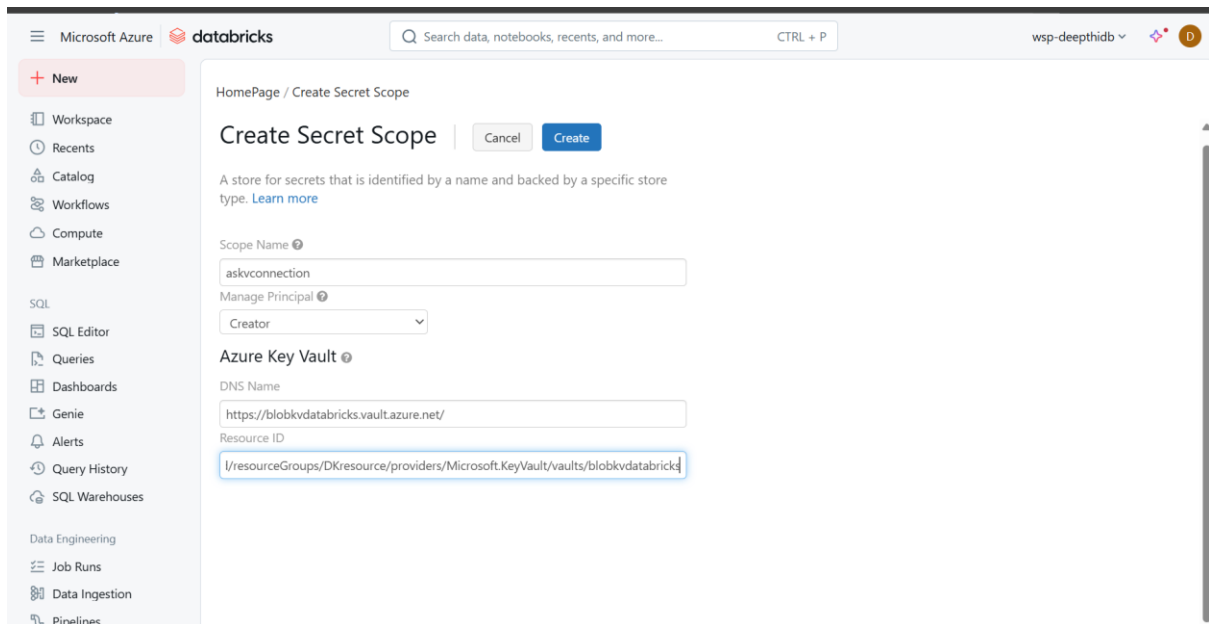 Microsoft Azure databricks
Search data, notebooks, recents, and more... CTRL + P
wsp-deepthidb
D
New
Workspace
Recents
Catalog
Workflows
Compute
Marketplace
SQL
SQL Editor
Queries
Dashboards
Genie
Alerts
Query History
SQL Warehouses
Data Engineering
Job Runs
Data Ingestion
Pipelines
HomePage / Create Secret Scope
Create Secret Scope
Cancel
Create
A store for secrets that is identified by a name and backed by a specific store
type. Learn more
Scope Name
askvconnection
Manage Principal
Creator
Azure Key Vault
DNS Name
https://blobkvdatabricks.vault.azure.net/
Resource ID
/resourceGroups/DKresource/providers/Microsoft.KeyVault/vaults/blobkvdatabricks